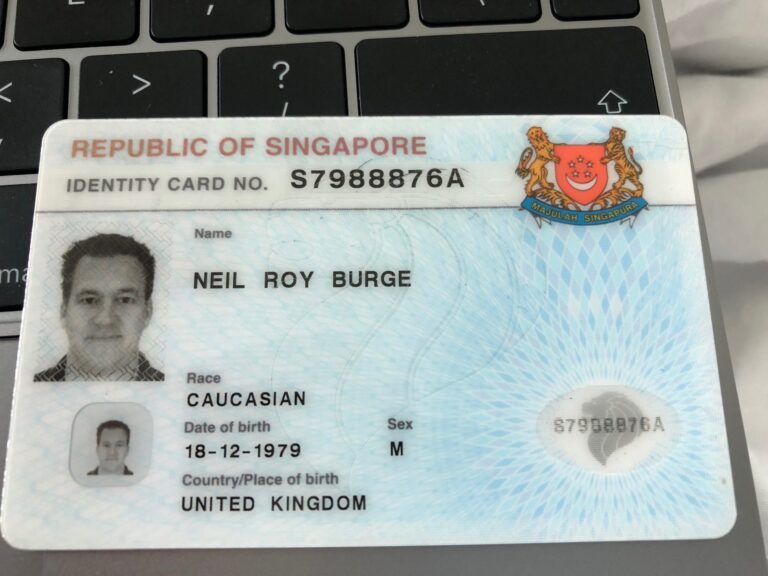 <
>
?
/
REPUBLIC OF SINGAPORE
IDENTITY CARD NO. S7988876A
MAJULAH SINGAPURA
Name
NEIL ROY BURGE
Race
CAUCASIAN
Date of birth
Sex
18-12-1979
M
S7988876A
Country/Place of birth
UNITED KINGDOM